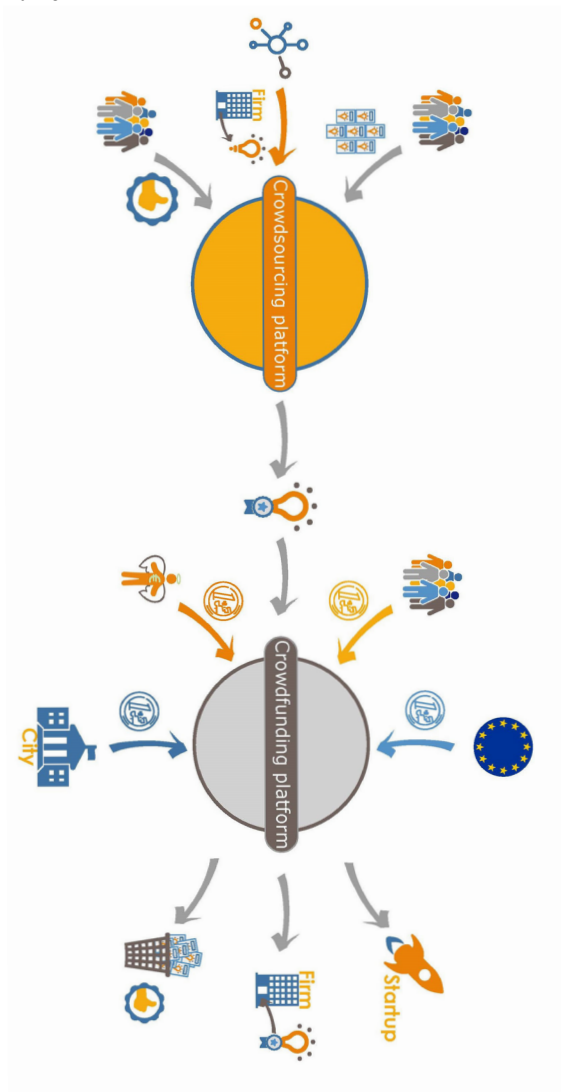 Firm
Crowdsourcing platform
Crowdfunding platform
City
Startup
Firm